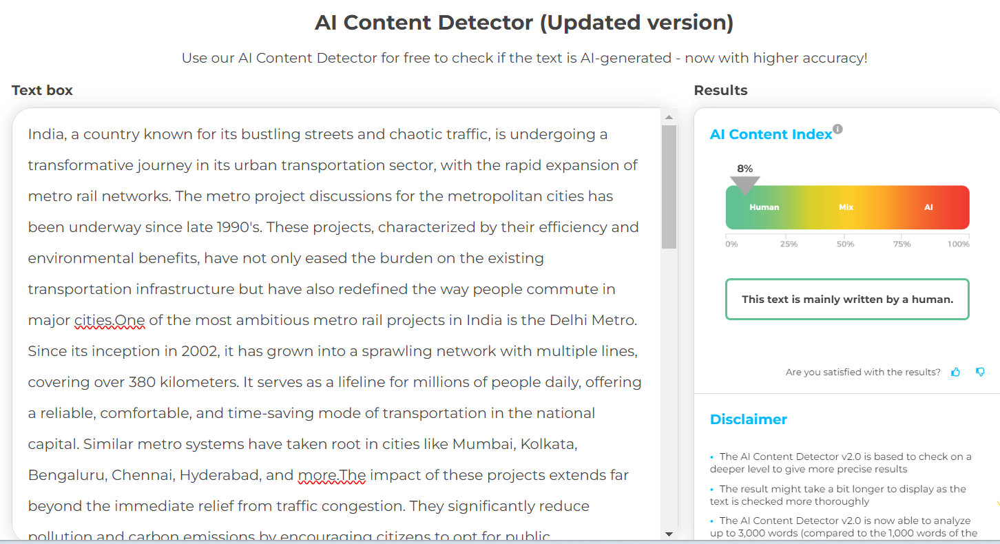 AI Content Detector (Updated version)
Use our AI Content Detector for free to check if the text is AI-generated - now with higher accuracy!
Text box
India, a country known for its bustling streets and chaotic traffic, is undergoing a
transformative journey in its urban transportation sector, with the rapid expansion of
metro rail networks. The metro project discussions for the metropolitan cities has
been underway since late 1990's. These projects, characterized by their efficiency and
environmental benefits, have not only eased the burden on the existing
transportation infrastructure but have also redefined the way people commute in
major cities.One of the most ambitious metro rail projects in India is the Delhi Metro.
Since its inception in 2002, it has grown into a sprawling network with multiple lines,
covering over 380 kilometers. It serves as a lifeline for millions of people daily, offering
a reliable, comfortable, and time-saving mode of transportation in the national
capital. Similar metro systems have taken root in cities like Mumbai, Kolkata,
Bengaluru, Chennai, Hyderabad, and more.The impact of these projects extends far
beyond the immediate relief from traffic congestion. They significantly reduce
pollution and carbon emissions by encouraging citizens to opt for public
Results
AI Content Index
8%
Human Mix AI
0% 25% 50% 75% 100%
This text is mainly written by a human.
Are you satisfied with the results?
Disclaimer
• The AI Content Detector v2.0 is based to check on a
deeper level to give more precise results
• The result might take a bit longer to display as the
text is checked more thoroughly
• The AI Content Detector v2.0 is now able to analyze
up to 3,000 words (compared to the 1,000 words of the